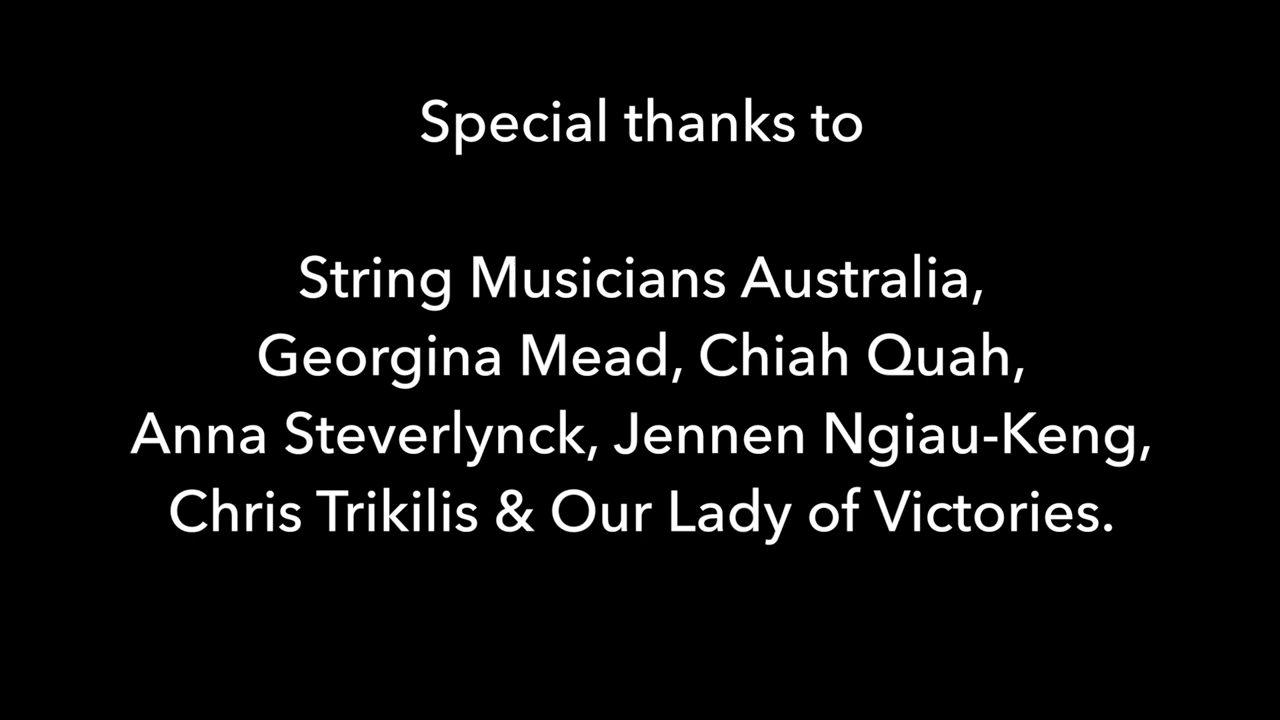 Special thanks to
String Musicians Australia,
Georgina Mead, Chiah Quah,
Anna Steverlynck, Jennen Ngiau-Keng,
Chris Trikilis & Our Lady of Victories.